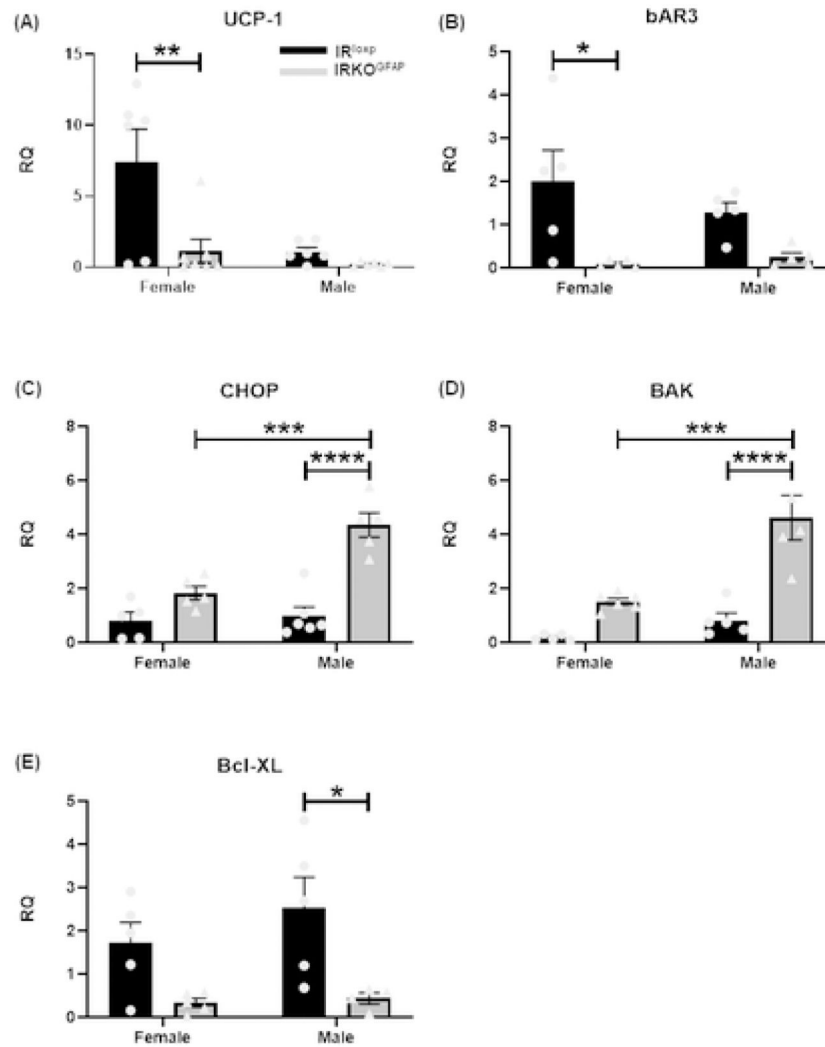 (A)
UCP-1
**
IRˡᵒˣᵖ
IRKOᴳᶠᴬᴾ
15
10
5
0
RQ
Female
Male
(B)
bAR3
*
5
4
3
2
1
0
RQ
Female
Male
(C)
CHOP
***
****
8
6
4
2
0
RQ
Female
Male
(D)
BAK
***
****
8
6
4
2
0
RQ
Female
Male
(E)
Bcl-XL
*
5
4
3
2
1
0
RQ
Female
Male